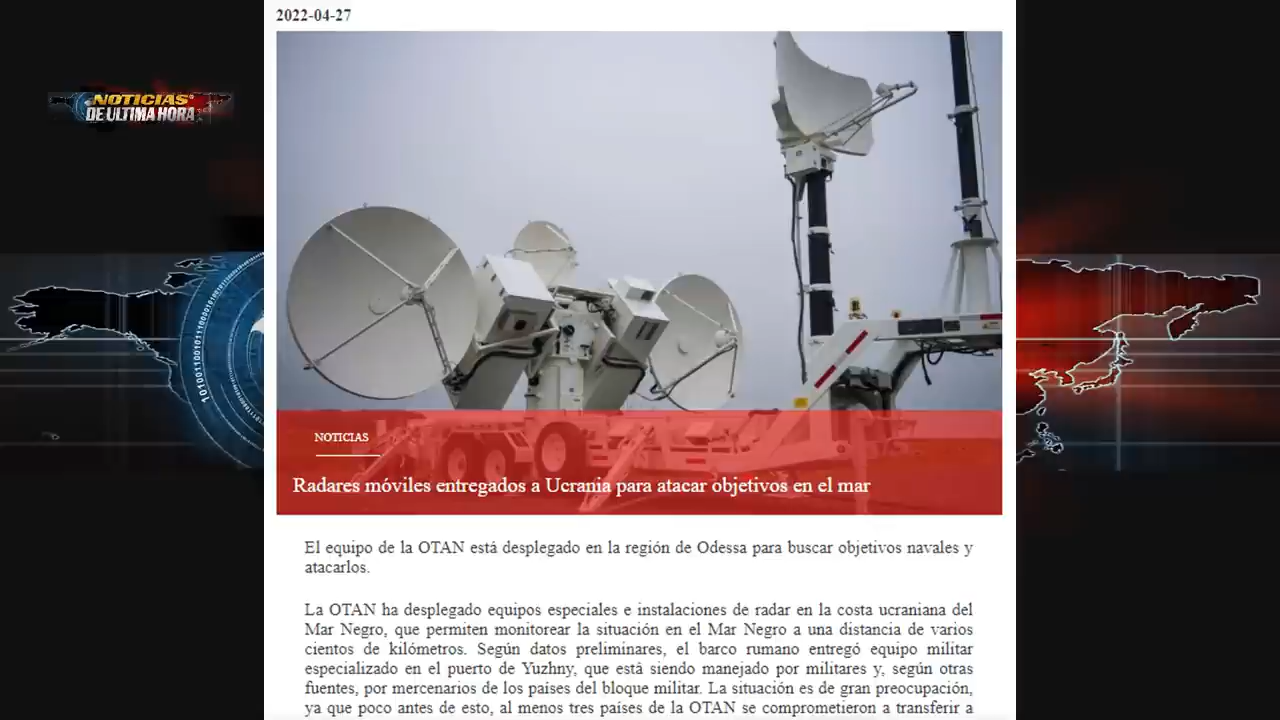 2022-04-27
NOTICIAS
DE ULTIMA HORA
NOTICIAS
Radares móviles entregados a Ucrania para atacar objetivos en el mar
El equipo de la OTAN está desplegado en la región de Odessa para buscar objetivos navales y
atacarlos.
La OTAN ha desplegado equipos especiales e instalaciones de radar en la costa ucraniana del
Mar Negro, que permiten monitorear la situación en el Mar Negro a una distancia de varios
cientos de kilómetros. Según datos preliminares, el barco rumano entregó equipo militar
especializado en el puerto de Yuzhny, que está siendo manejado por militares y, según otras
fuentes, por mercenarios de los países del bloque militar. La situación es de gran preocupación,
ya que poco antes de esto, al menos tres países de la OTAN se comprometieron a transferir a